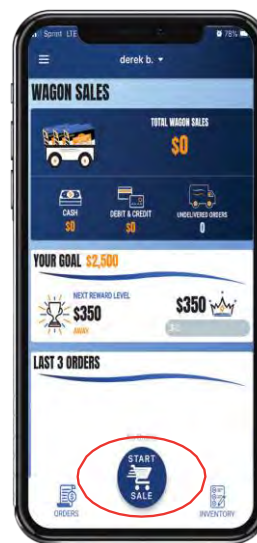 Sprint LTE 78%
derek b.
WAGON SALES
TOTAL WAGON SALES
$0
CASH DEBIT & CREDIT UNDELIVERED ORDERS
$0 $0 0
YOUR GOAL $2,500
NEXT REWARD LEVEL
$350 $350
AWAY $0
LAST 3 ORDERS
START
SALE
ORDERS INVENTORY